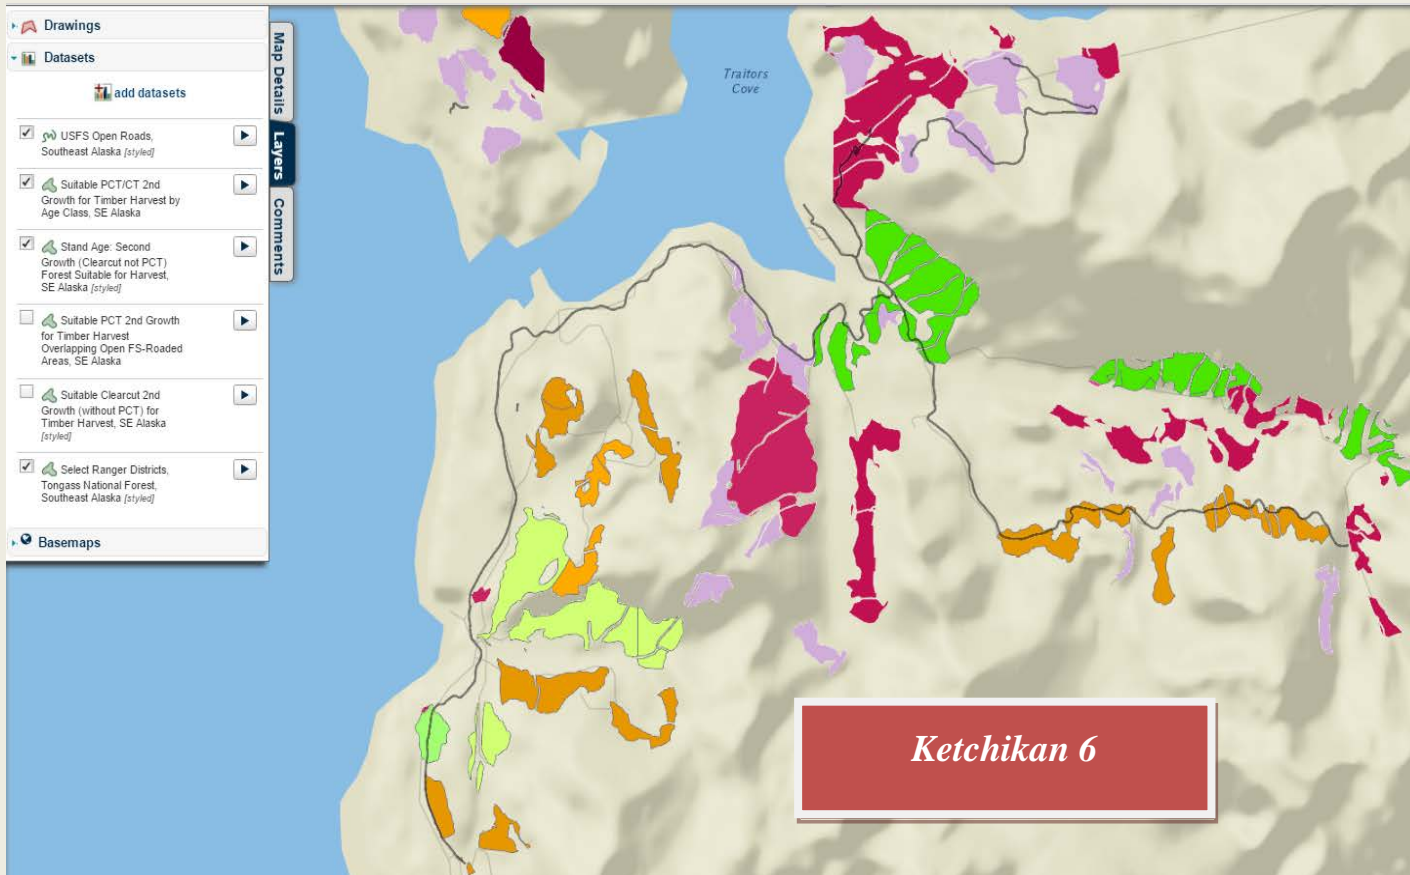 Drawings
Datasets
add datasets
USFS Open Roads,
Southeast Alaska [styled]
Suitable PCT/CT 2nd
Growth for Timber Harvest by
Age Class, SE Alaska
Stand Age: Second
Growth (Clearcut not PCT)
Forest Suitable for Harvest,
SE Alaska [styled]
Suitable PCT 2nd Growth
for Timber Harvest
Overlapping Open FS-Roaded
Areas, SE Alaska
Suitable Clearcut 2nd
Growth (without PCT) for
Timber Harvest, SE Alaska
[styled]
Select Ranger Districts,
Tongass National Forest,
Southeast Alaska [styled]
Basemaps
Map Details
Layers
Comments
Traitors
Cove
Ketchikan 6